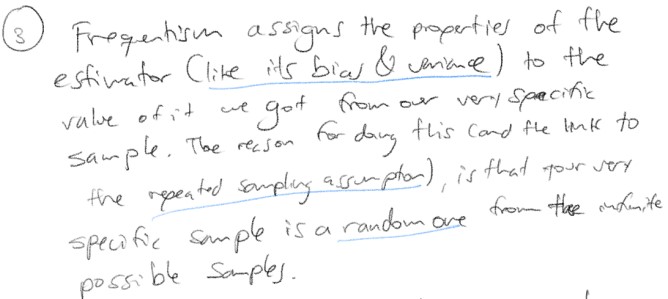 3 Frequentism assigns the properties of the
estimator (like its bias & variance) to the
value of it we got from our very specific
sample. The reason for doing this (and the link to
the repeated sampling assumption), is that your very
specific sample is a random one from the infinite
possible samples.